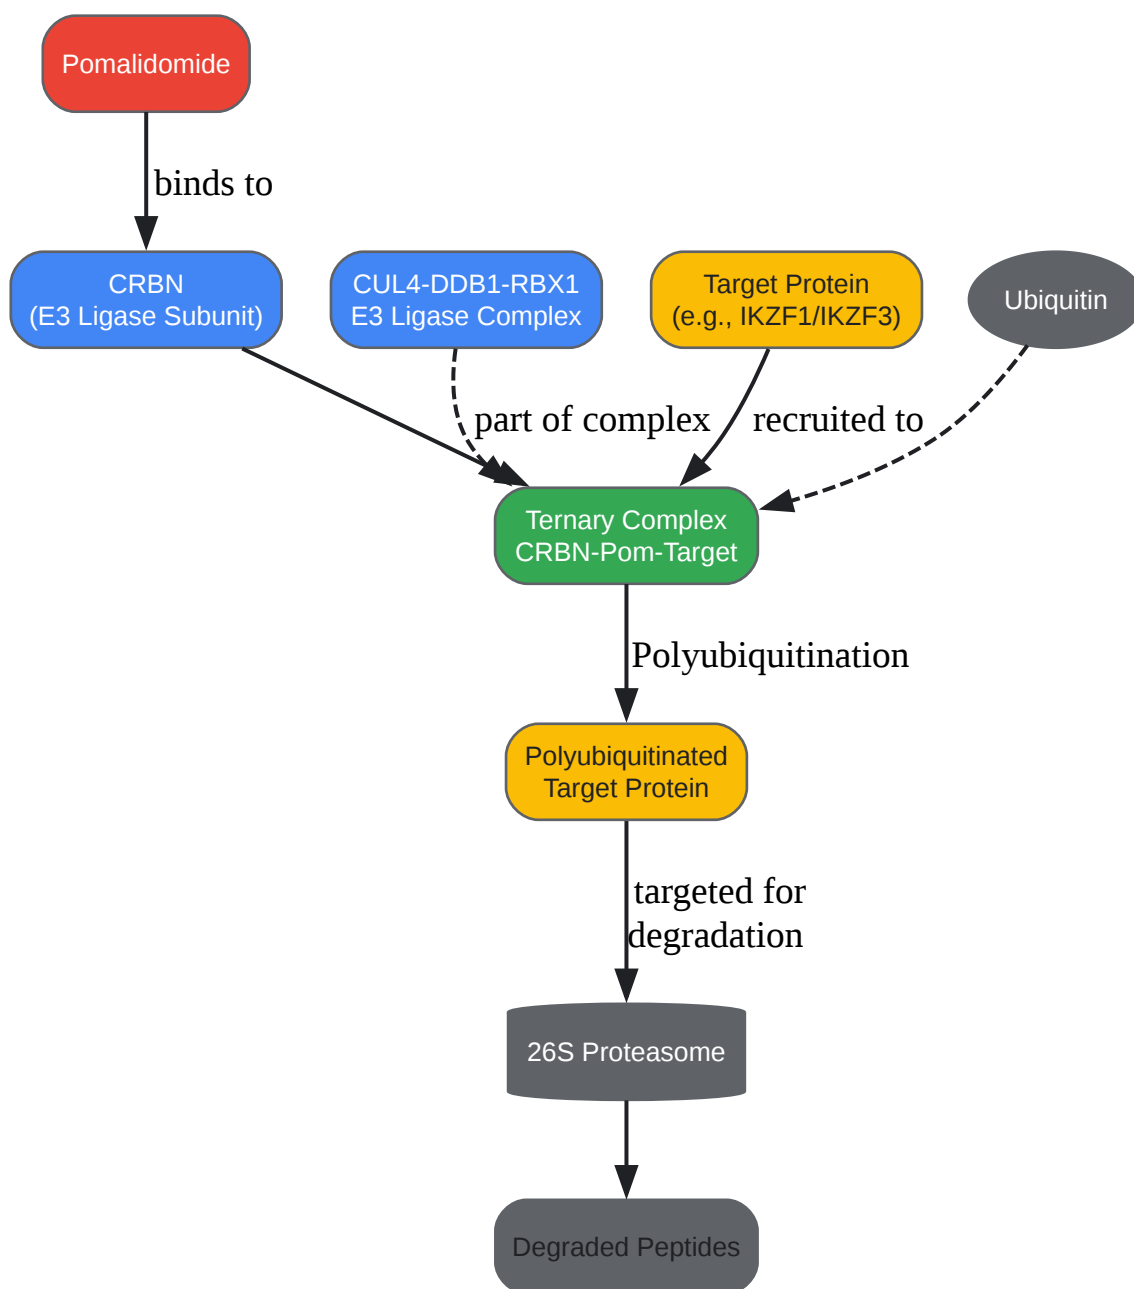 Pomalidomide
binds to
CRBN
(E3 Ligase Subunit)
CUL4-DDB1-RBX1
E3 Ligase Complex
Target Protein
(e.g., IKZF1/IKZF3)
Ubiquitin
part of complex
recruited to
Ternary Complex
CRBN-Pom-Target
Polyubiquitination
Polyubiquitinated
Target Protein
targeted for
degradation
26S Proteasome
Degraded Peptides